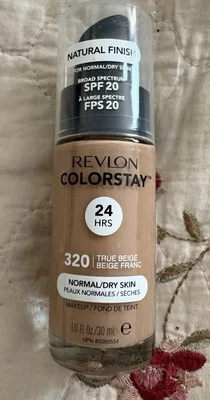 NATURAL FINISH
FOR NORMAL/DRY SKIN
BROAD SPECTRUM
SPF 20
À LARGE SPECTRE
FPS 20
REVLON
COLORSTAY™
24
HRS
320 TRUE BEIGE
BEIGE FRANC
NORMAL/DRY SKIN
PEAUX NORMALES / SÈCHES
MAKEUP / FOND DE TEINT
1.0 fl oz/30 ml e
NPN 80060554